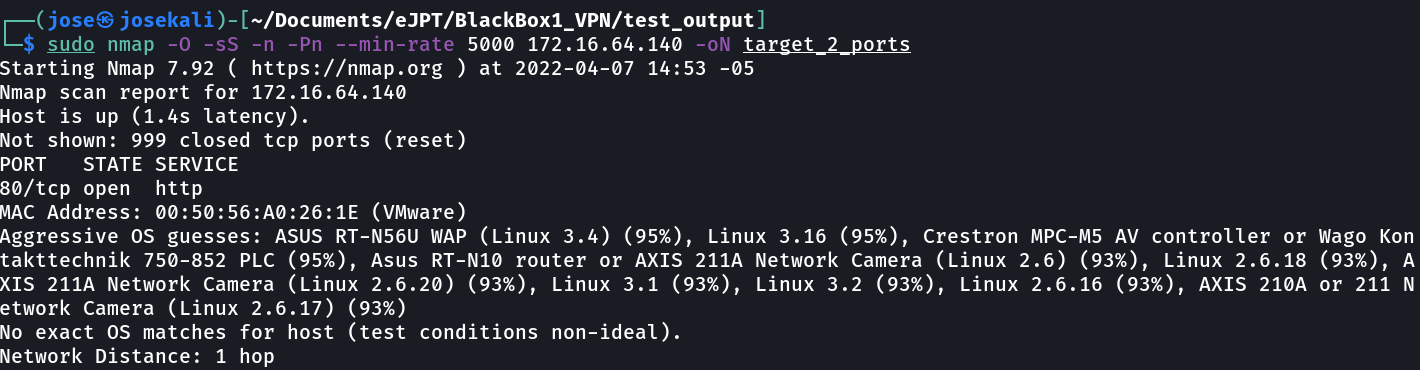 ┌──(jose㉿josekali)-[~/Documents/eJPT/BlackBox1_VPN/test_output]
└─$ sudo nmap -O -sS -n -Pn --min-rate 5000 172.16.64.140 -oN target_2_ports
Starting Nmap 7.92 ( https://nmap.org ) at 2022-04-07 14:53 -05
Nmap scan report for 172.16.64.140
Host is up (1.4s latency).
Not shown: 999 closed tcp ports (reset)
PORT   STATE SERVICE
80/tcp open  http
MAC Address: 00:50:56:A0:26:1E (VMware)
Aggressive OS guesses: ASUS RT-N56U WAP (Linux 3.4) (95%), Linux 3.16 (95%), Crestron MPC-M5 AV controller or Wago Kon
takttechnik 750-852 PLC (95%), Asus RT-N10 router or AXIS 211A Network Camera (Linux 2.6) (93%), Linux 2.6.18 (93%), A
XIS 211A Network Camera (Linux 2.6.20) (93%), Linux 3.1 (93%), Linux 3.2 (93%), Linux 2.6.16 (93%), AXIS 210A or 211 N
etwork Camera (Linux 2.6.17) (93%)
No exact OS matches for host (test conditions non-ideal).
Network Distance: 1 hop